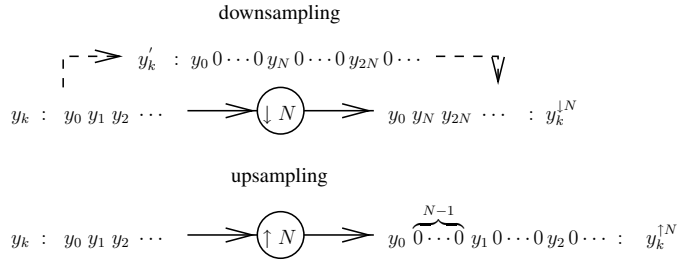 downsampling
y'_k : y_0 0 ··· 0 y_N 0 ··· 0 y_{2N} 0 ···
y_k : y_0 y_1 y_2 ··· ↓ N y_0 y_N y_{2N} ··· : y_k^{↓N}
upsampling
N−1
y_k : y_0 y_1 y_2 ··· ↑ N y_0 0 ··· 0 y_1 0 ··· 0 y_2 0 ··· : y_k^{↑N}